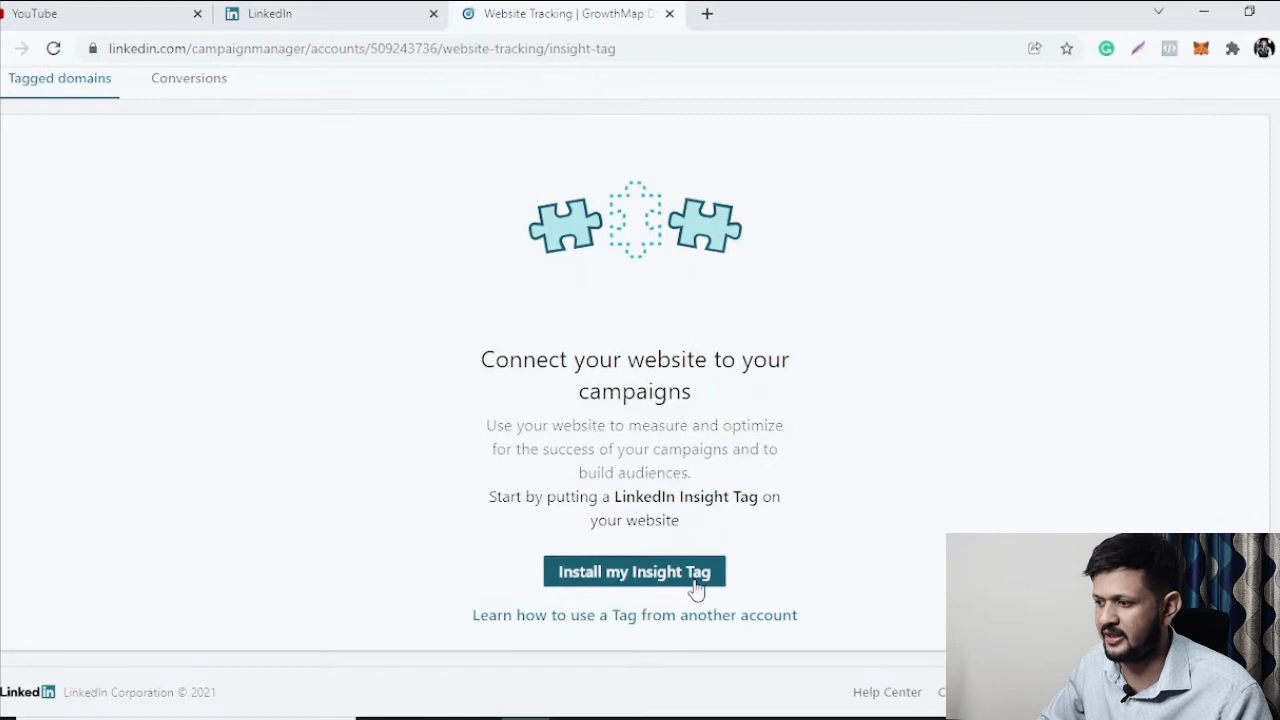 YouTube
LinkedIn
Website Tracking | GrowthMap
linkedin.com/campaignmanager/accounts/509243736/website-tracking/insight-tag
Tagged domains
Conversions
Connect your website to your
campaigns
Use your website to measure and optimize
for the success of your campaigns and to
build audiences.
Start by putting a LinkedIn Insight Tag on
your website
Install my Insight Tag
Learn how to use a Tag from another account
LinkedIn
LinkedIn Corporation © 2021
Help Center